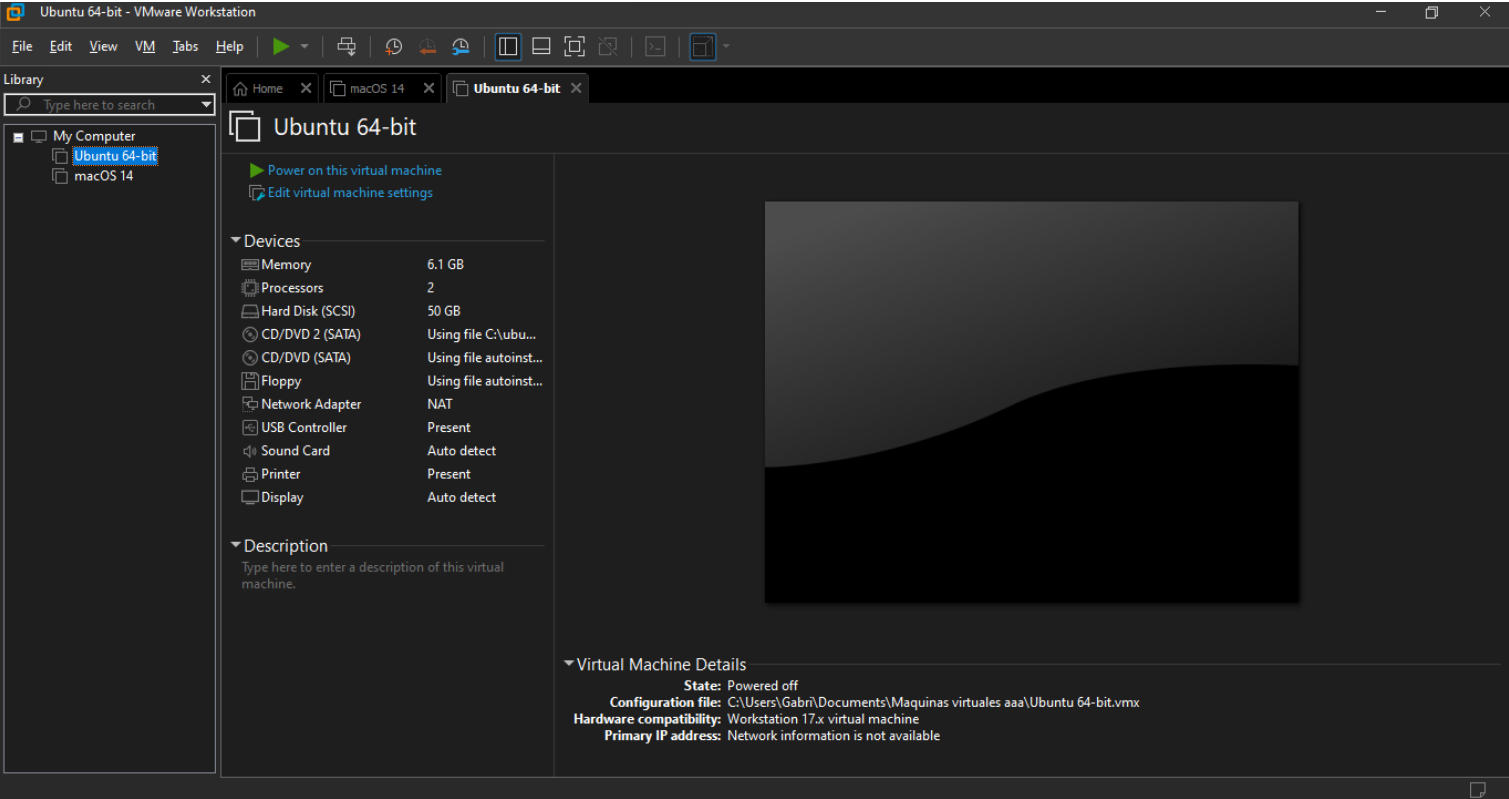 Ubuntu 64-bit - VMware Workstation
File Edit View VM Tabs Help
Library
Type here to search
My Computer
Ubuntu 64-bit
macOS 14
Home macOS 14 Ubuntu 64-bit
Ubuntu 64-bit
Power on this virtual machine
Edit virtual machine settings
Devices
Memory 6.1 GB
Processors 2
Hard Disk (SCSI) 50 GB
CD/DVD 2 (SATA) Using file C:\ubu...
CD/DVD (SATA) Using file autoinst...
Floppy Using file autoinst...
Network Adapter NAT
USB Controller Present
Sound Card Auto detect
Printer Present
Display Auto detect
Description
Type here to enter a description of this virtual
machine.
Virtual Machine Details
State: Powered off
Configuration file: C:\Users\Gabri\Documents\Maquinas virtuales aaa\Ubuntu 64-bit.vmx
Hardware compatibility: Workstation 17.x virtual machine
Primary IP address: Network information is not available